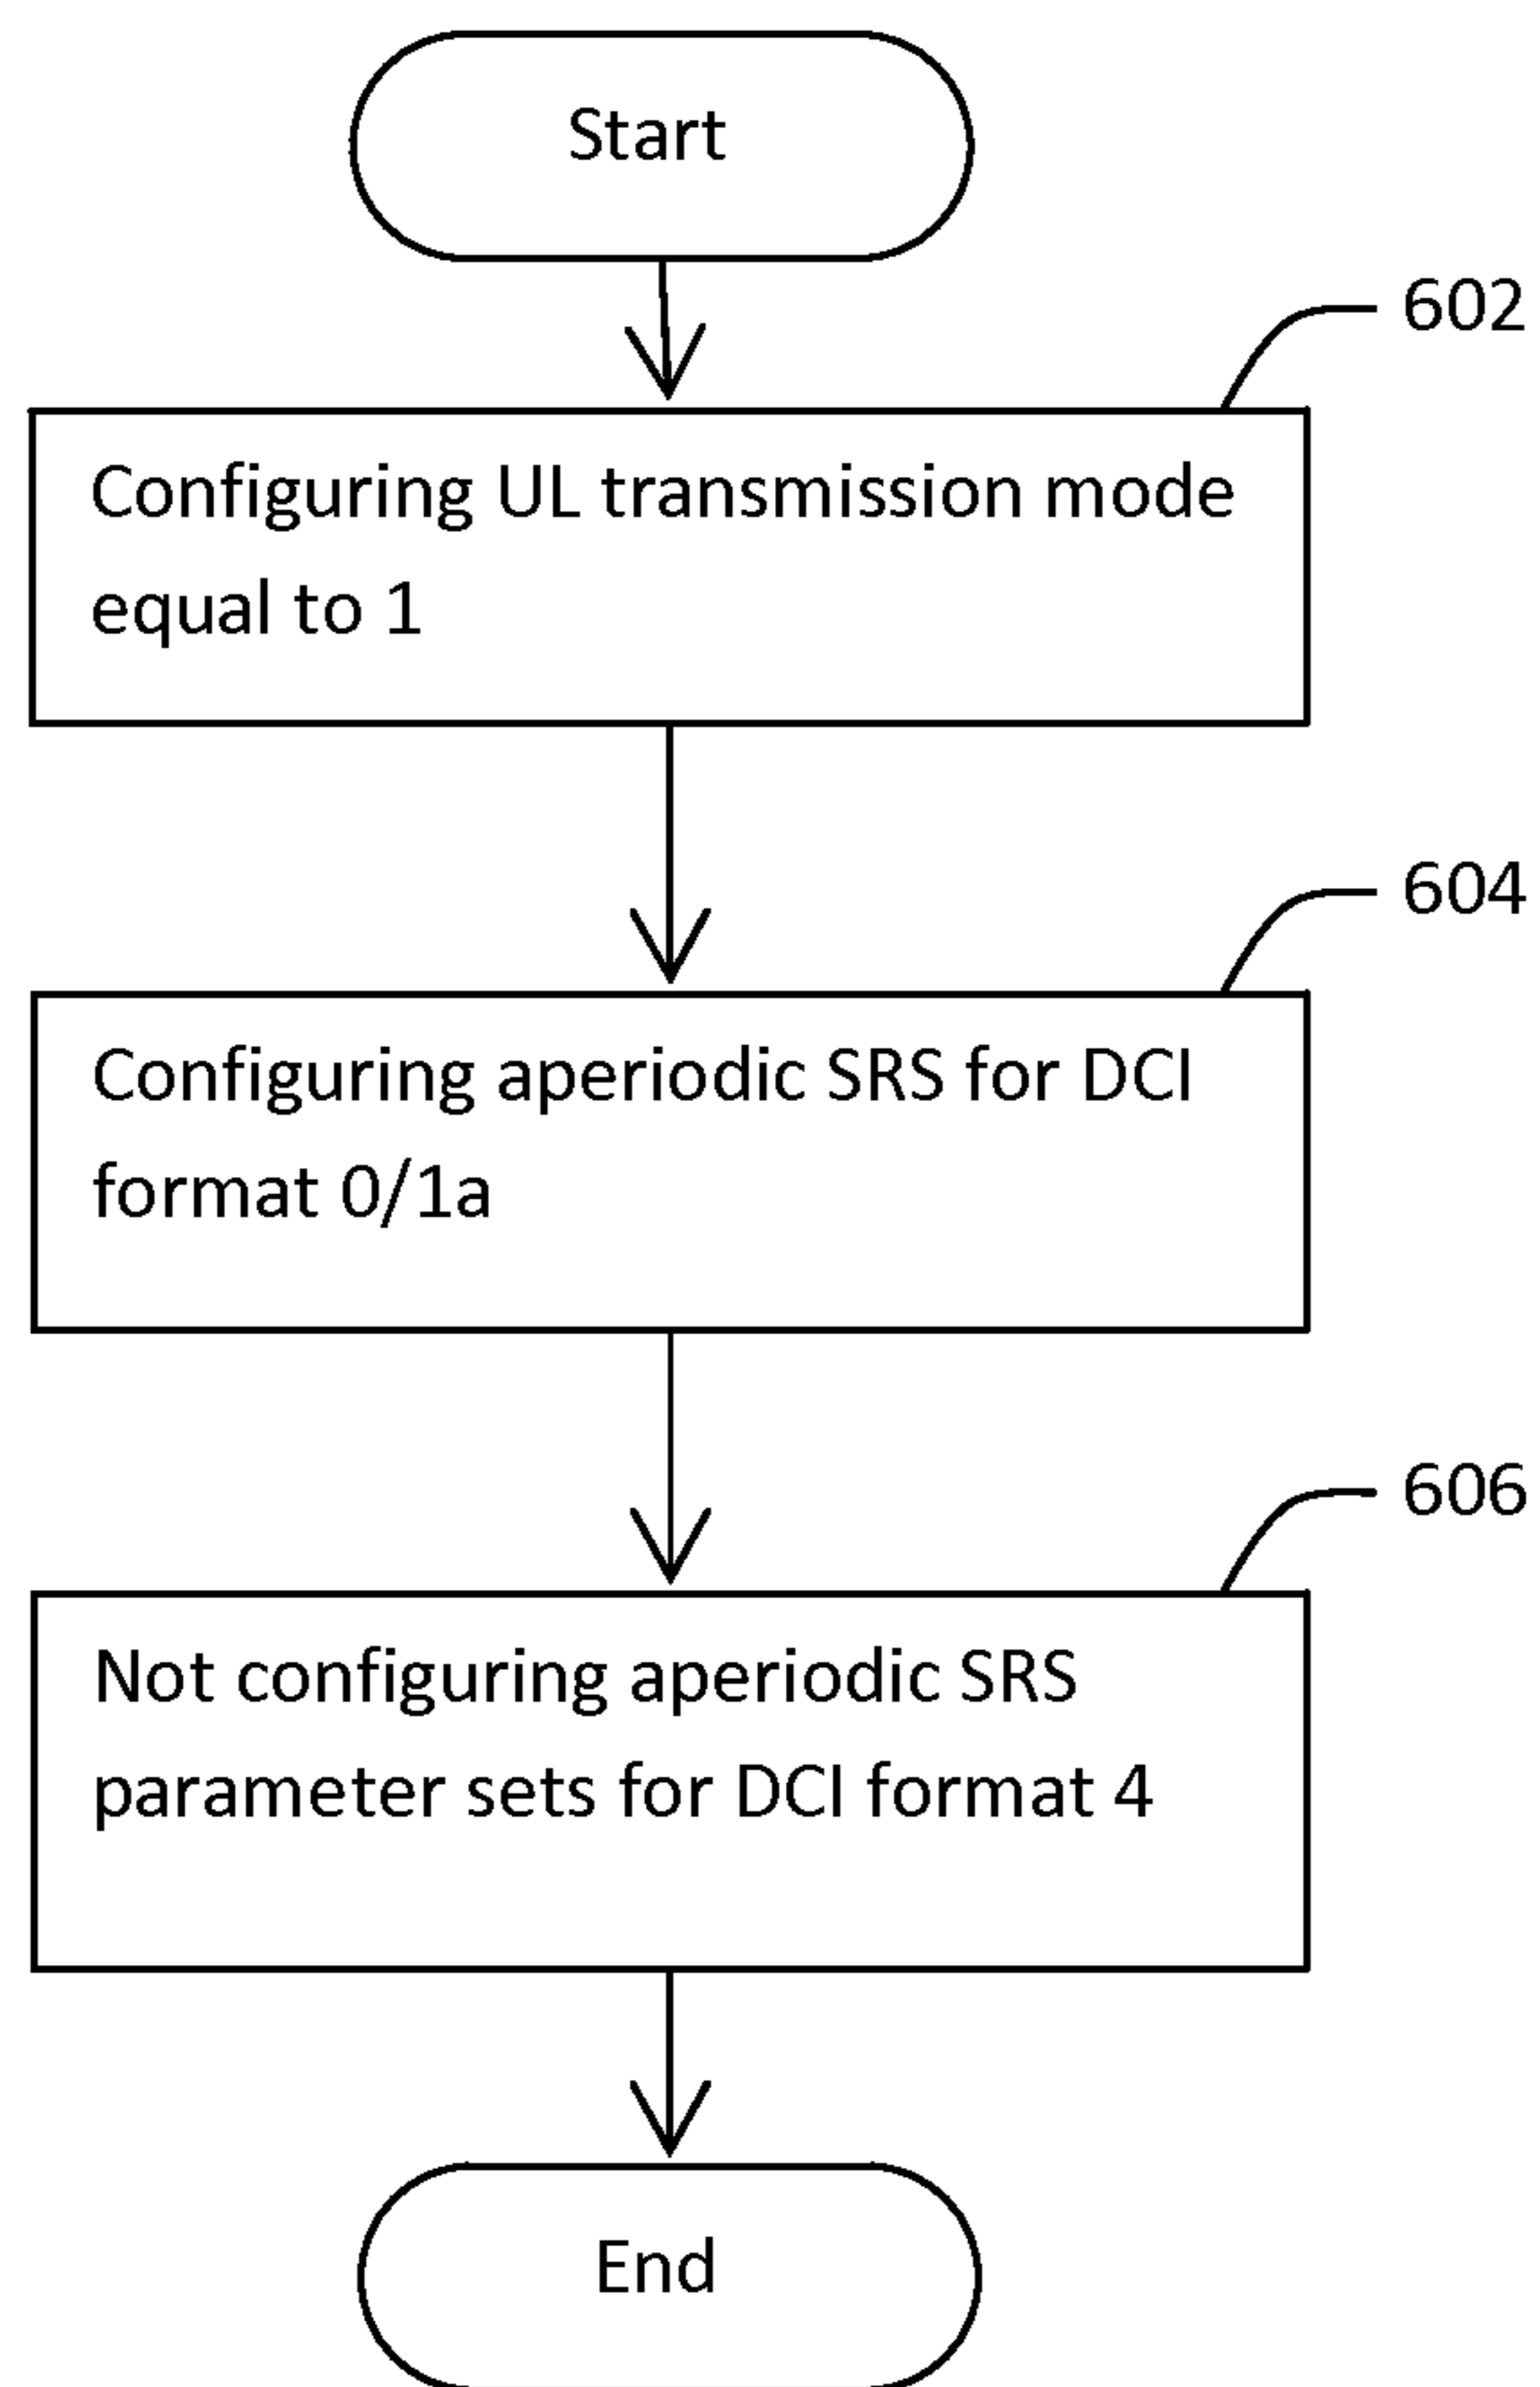 Start
602
Configuring UL transmission mode
equal to 1
604
Configuring aperiodic SRS for DCI
format 0/1a
606
Not configuring aperiodic SRS
parameter sets for DCI format 4
End